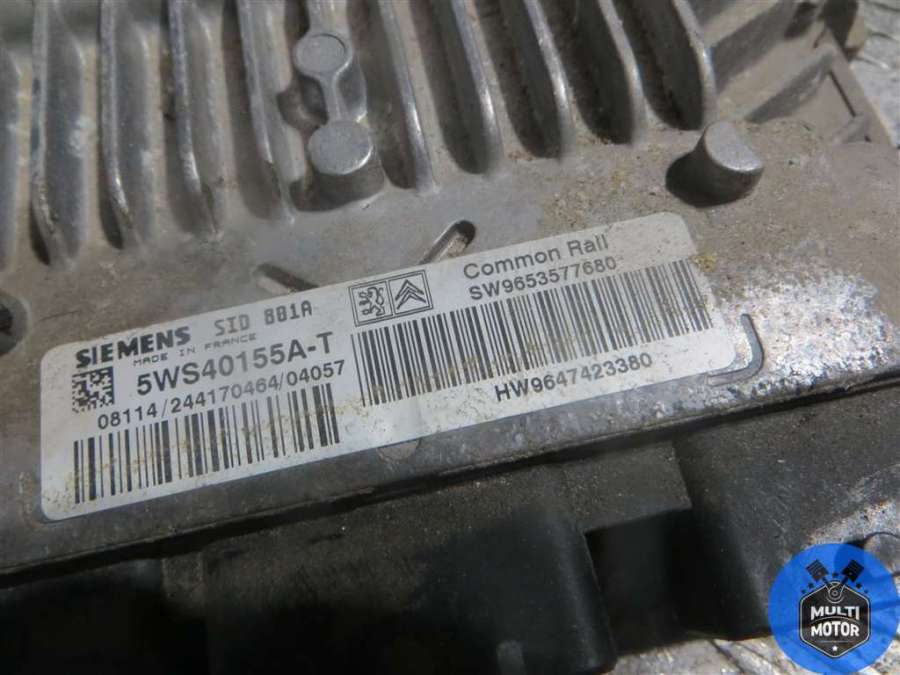 SIEMENS SID 801A
MADE IN FRANCE
5WS40155A-T
08114/244170464/04057
Common Rail
SW9653577680
HW9647423380
MULTI
MOTOR